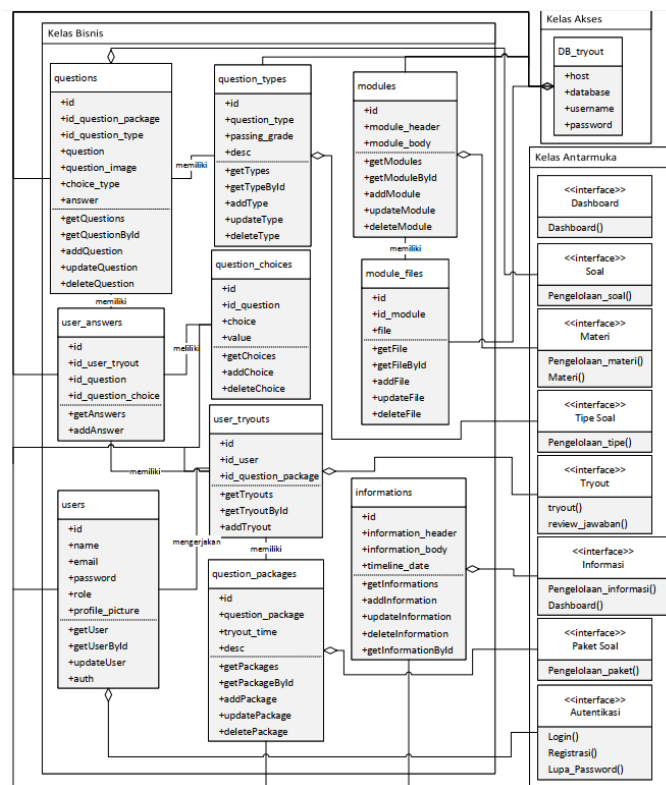 Kelas Bisnis
questions
+id
+id_question_package
+id_question_type
+question
+question_image
+choice_type
+answer
+getQuestions
+getQuestionById
+addQuestion
+updateQuestion
+deleteQuestion
memiliki
question_types
+id
+question_type
+passing_grade
+desc
+getTypes
+getTypeById
+addType
+updateType
+deleteType
memiliki
modules
+id
+module_header
+module_body
+getModules
+getModuleById
+addModule
+updateModule
+deleteModule
memiliki
question_choices
+id
+id_question
+choice
+value
+getChoices
+addChoice
+deleteChoice
module_files
+id
+id_module
+file
+getFile
+getFileById
+addFile
+updateFile
+deleteFile
user_answers
+id
+id_user_tryout
+id_question
+id_question_choice
+getAnswers
+addAnswer
memiliki
user_tryouts
+id
+id_user
+id_question_package
+getTryouts
+getTryoutById
+addTryout
memiliki
mengerjakan
users
+id
+name
+email
+password
+role
+profile_picture
+getUser
+getUserById
+updateUser
+auth
question_packages
+id
+question_package
+tryout_time
+desc
+getPackages
+getPackageById
+addPackage
+updatePackage
+deletePackage
informations
+id
+information_header
+information_body
+timeline_date
+getInformations
+addInformation
+updateInformation
+deleteInformation
+getInformationById
Kelas Akses
DB_tryout
+host
+database
+username
+password
Kelas Antarmuka
<<interface>>
Dashboard
Dashboard()
<<interface>>
Soal
Pengelolaan_soal()
<<interface>>
Materi
Pengelolaan_materi()
Materi()
<<interface>>
Tipe Soal
Pengelolaan_tipe()
<<interface>>
Tryout
tryout()
review_jawaban()
<<interface>>
Informasi
Pengelolaan_informasi()
Dashboard()
<<interface>>
Paket Soal
Pengelolaan_paket()
<<interface>>
Autentikasi
Login()
Registrasi()
Lupa_Password()